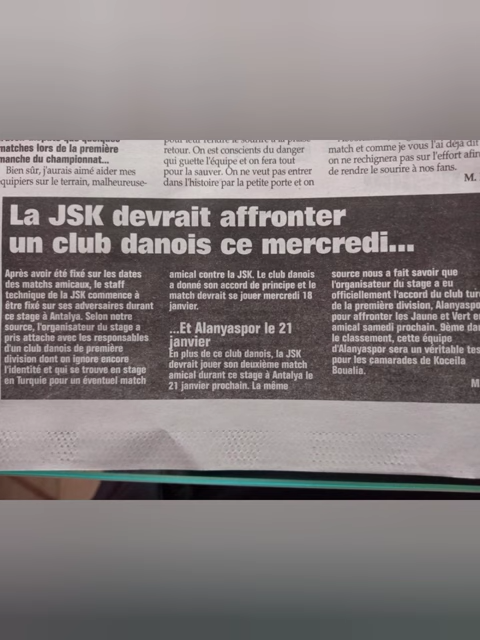 matches lors de la première
manche du championnat...
Bien sûr, j'aurais aimé aider mes
quipiers sur le terrain, malheureuse-
retour. On est conscients du danger
qui guette l'équipe et on fera tout
pour la sauver. On ne veut pas entrer
dans l'histoire par la petite porte et on
match et comme je vous l'ai déjà dit
on ne rechignera pas sur l'effort afin
de rendre le sourire à nos fans.
M.
La JSK devrait affronter
un club danois ce mercredi...
Après avoir été fixé sur les dates
des matchs amicaux, le staff
technique de la JSK commence à
être fixé sur ses adversaires durant
ce stage à Antalya. Selon notre
source, l'organisateur du stage a
pris attache avec les responsables
d'un club danois de première
division dont on ignore encore
l'identité et qui se trouve en stage
en Turquie pour un éventuel match
amical contre la JSK. Le club danois
a donné son accord de principe et le
match devrait se jouer mercredi 18
janvier.
...Et Alanyaspor le 21
janvier
En plus de ce club danois, la JSK
devrait jouer son deuxième match
amical durant ce stage à Antalya le
21 janvier prochain. La même
source nous a fait savoir que
l'organisateur du stage a eu
officiellement l'accord du club tur
de la première division, Alanyaspo
pour affronter les Jaune et Vert en
amical samedi prochain. 9ème dan
le classement, cette équipe
d'Alanyaspor sera un véritable tes
pour les camarades de Koceila
Boualia.
M